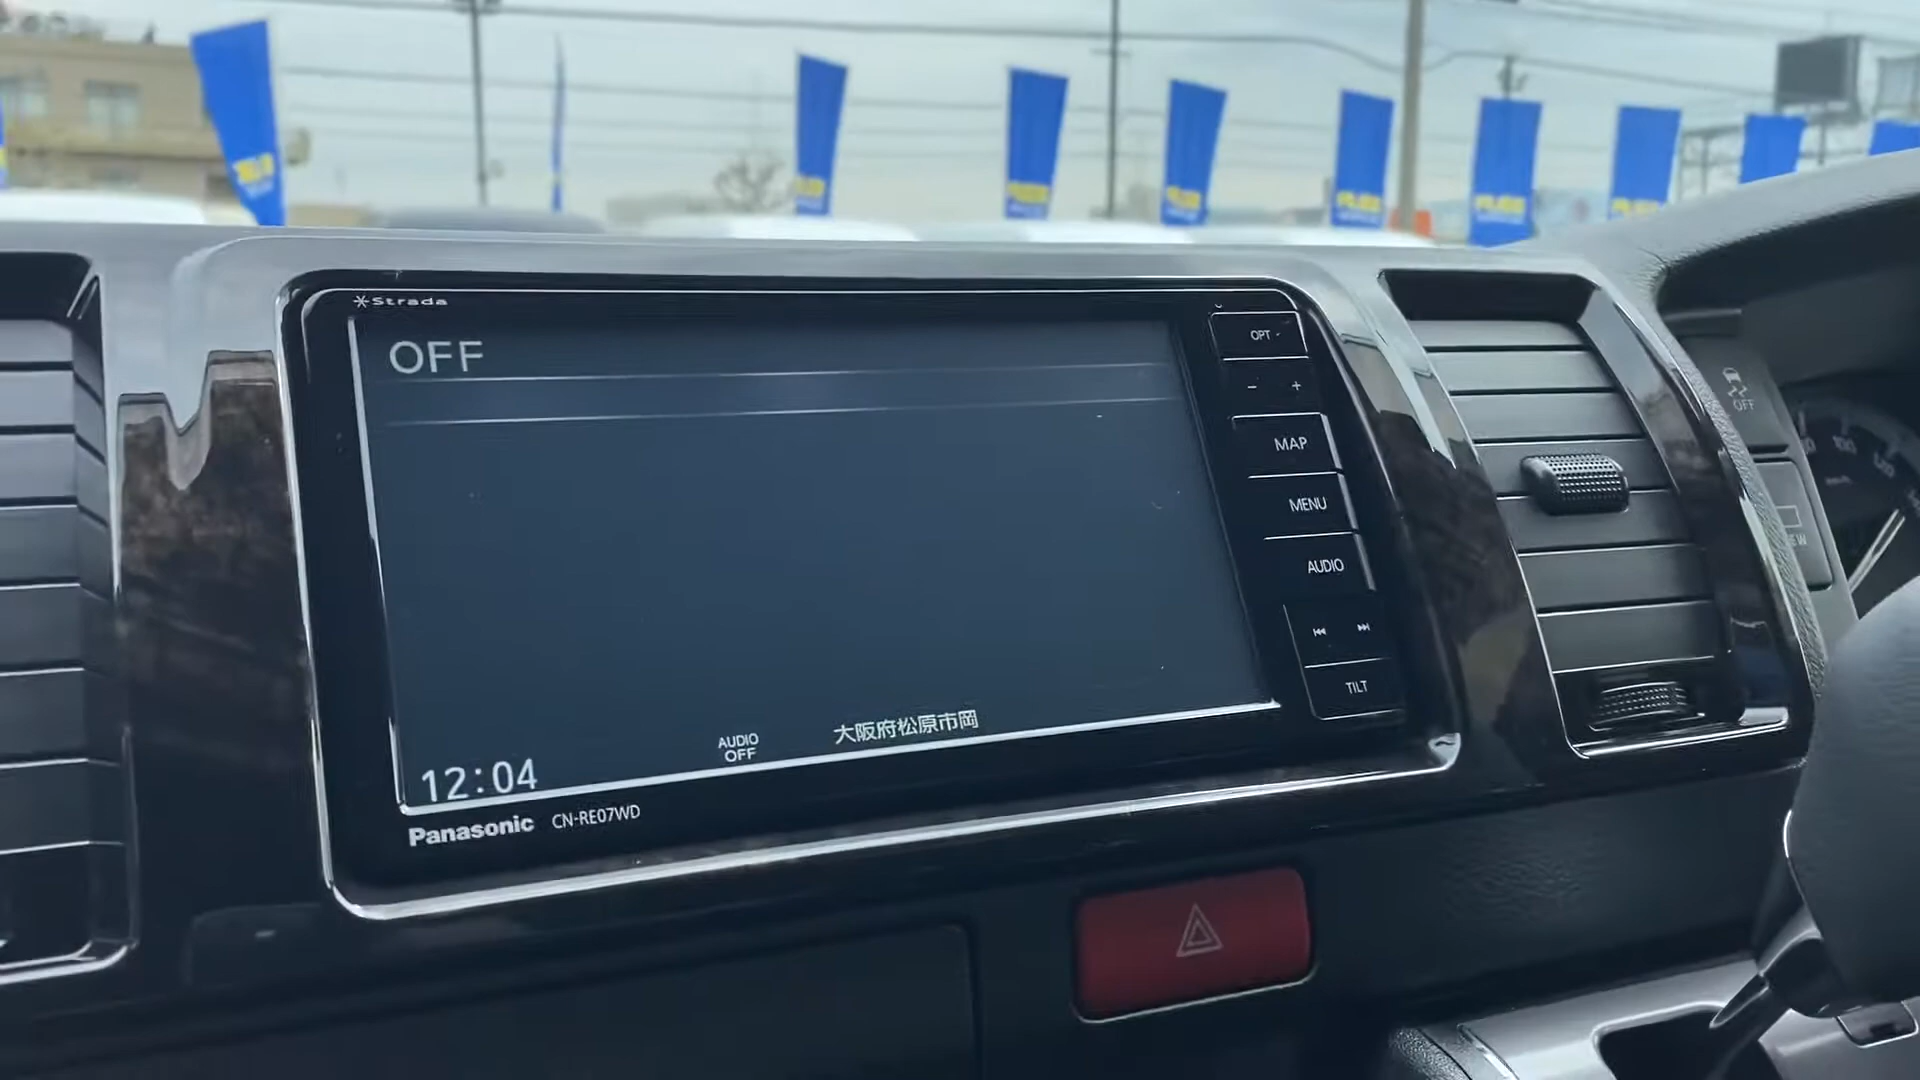 Strada
OFF
OPT
- +
MAP
MENU
AUDIO
TILT
12:04
AUDIO
OFF
大阪府松原市岡
Panasonic CN-RE07WD
OFF